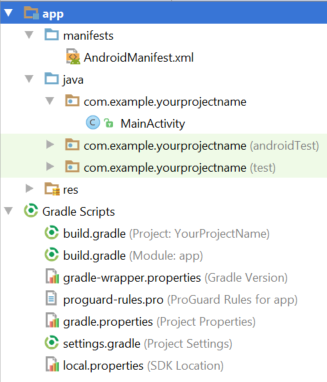 app
manifests
AndroidManifest.xml
java
com.example.yourprojectname
C MainActivity
com.example.yourprojectname (androidTest)
com.example.yourprojectname (test)
res
Gradle Scripts
build.gradle (Project: YourProjectName)
build.gradle (Module: app)
gradle-wrapper.properties (Gradle Version)
proguard-rules.pro (ProGuard Rules for app)
gradle.properties (Project Properties)
settings.gradle (Project Settings)
local.properties (SDK Location)